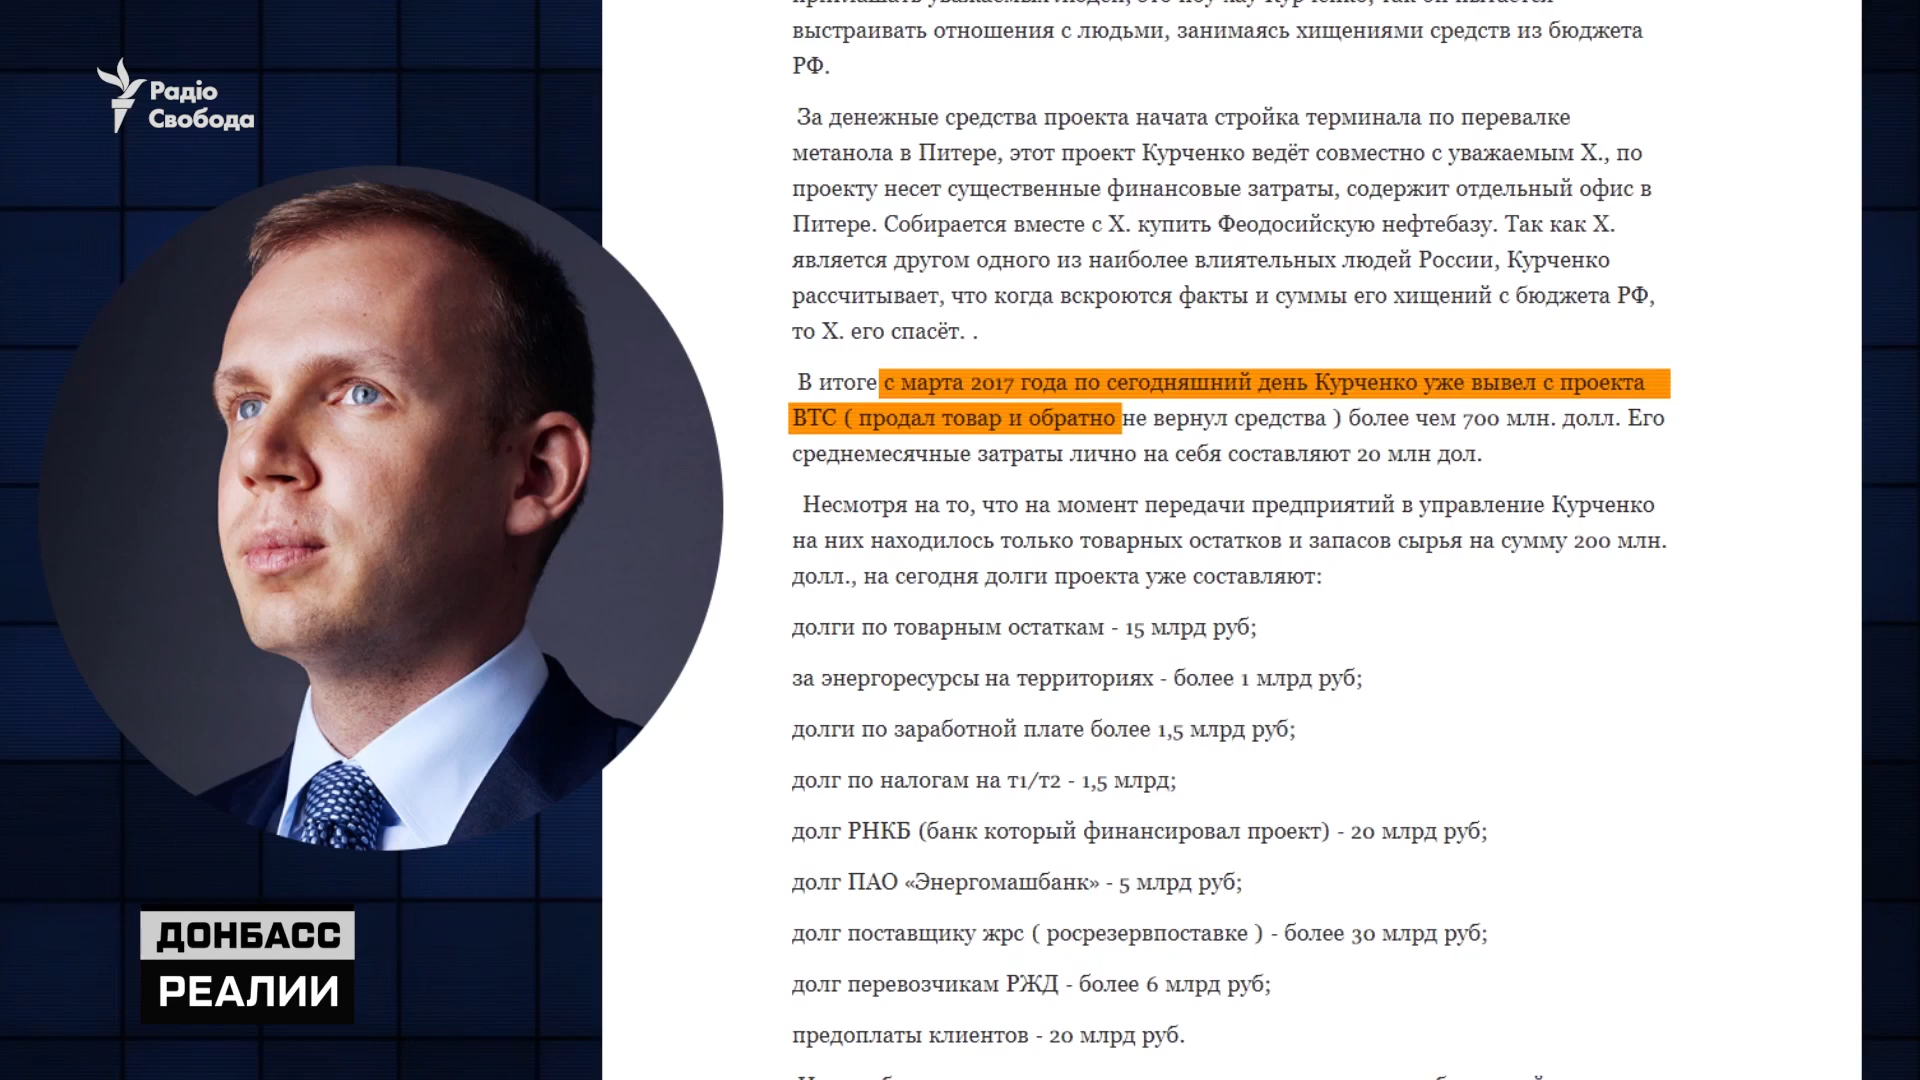 Радіо
Свобода
ДОНБАСС
РЕАЛИИ
приглашать уважаемых людей, это ноу хау Курченко, так он пытается
выстраивать отношения с людьми, занимаясь хищениями средств из бюджета
РФ.
За денежные средства проекта начата стройка терминала по перевалке
метанола в Питере, этот проект Курченко ведёт совместно с уважаемым Х., по
проекту несет существенные финансовые затраты, содержит отдельный офис в
Питере. Собирается вместе с Х. купить Феодосийскую нефтебазу. Так как Х.
является другом одного из наиболее влиятельных людей России, Курченко
рассчитывает, что когда вскроются факты и суммы его хищений с бюджета РФ,
то Х. его спасёт. .
В итоге с марта 2017 года по сегодняшний день Курченко уже вывел с проекта
ВТС ( продал товар и обратно не вернул средства ) более чем 700 млн. долл. Его
среднемесячные затраты лично на себя составляют 20 млн дол.
Несмотря на то, что на момент передачи предприятий в управление Курченко
на них находилось только товарных остатков и запасов сырья на сумму 200 млн.
долл., на сегодня долги проекта уже составляют:
долги по товарным остаткам - 15 млрд руб;
за энергоресурсы на территориях - более 1 млрд руб;
долги по заработной плате более 1,5 млрд руб;
долг по налогам на т1/т2 - 1,5 млрд;
долг РНКБ (банк который финансировал проект) - 20 млрд руб;
долг ПАО «Энергомашбанк» - 5 млрд руб;
долг поставщику жрс ( росрезервпоставке ) - более 30 млрд руб;
долг перевозчикам РЖД - более 6 млрд руб;
предоплаты клиентов - 20 млрд руб.